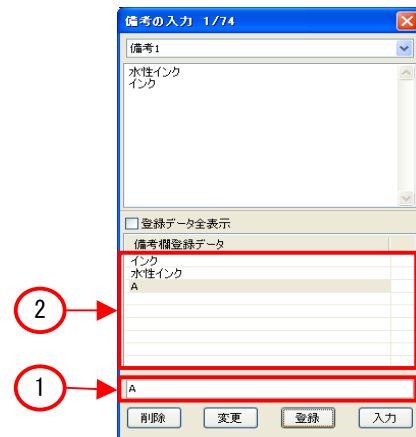 備考の入力 1/74
備考1
水性インク
インク
登録データ全表示
備考欄登録データ
インク
水性インク
A
2
1
A
削除 変更 登録 入力